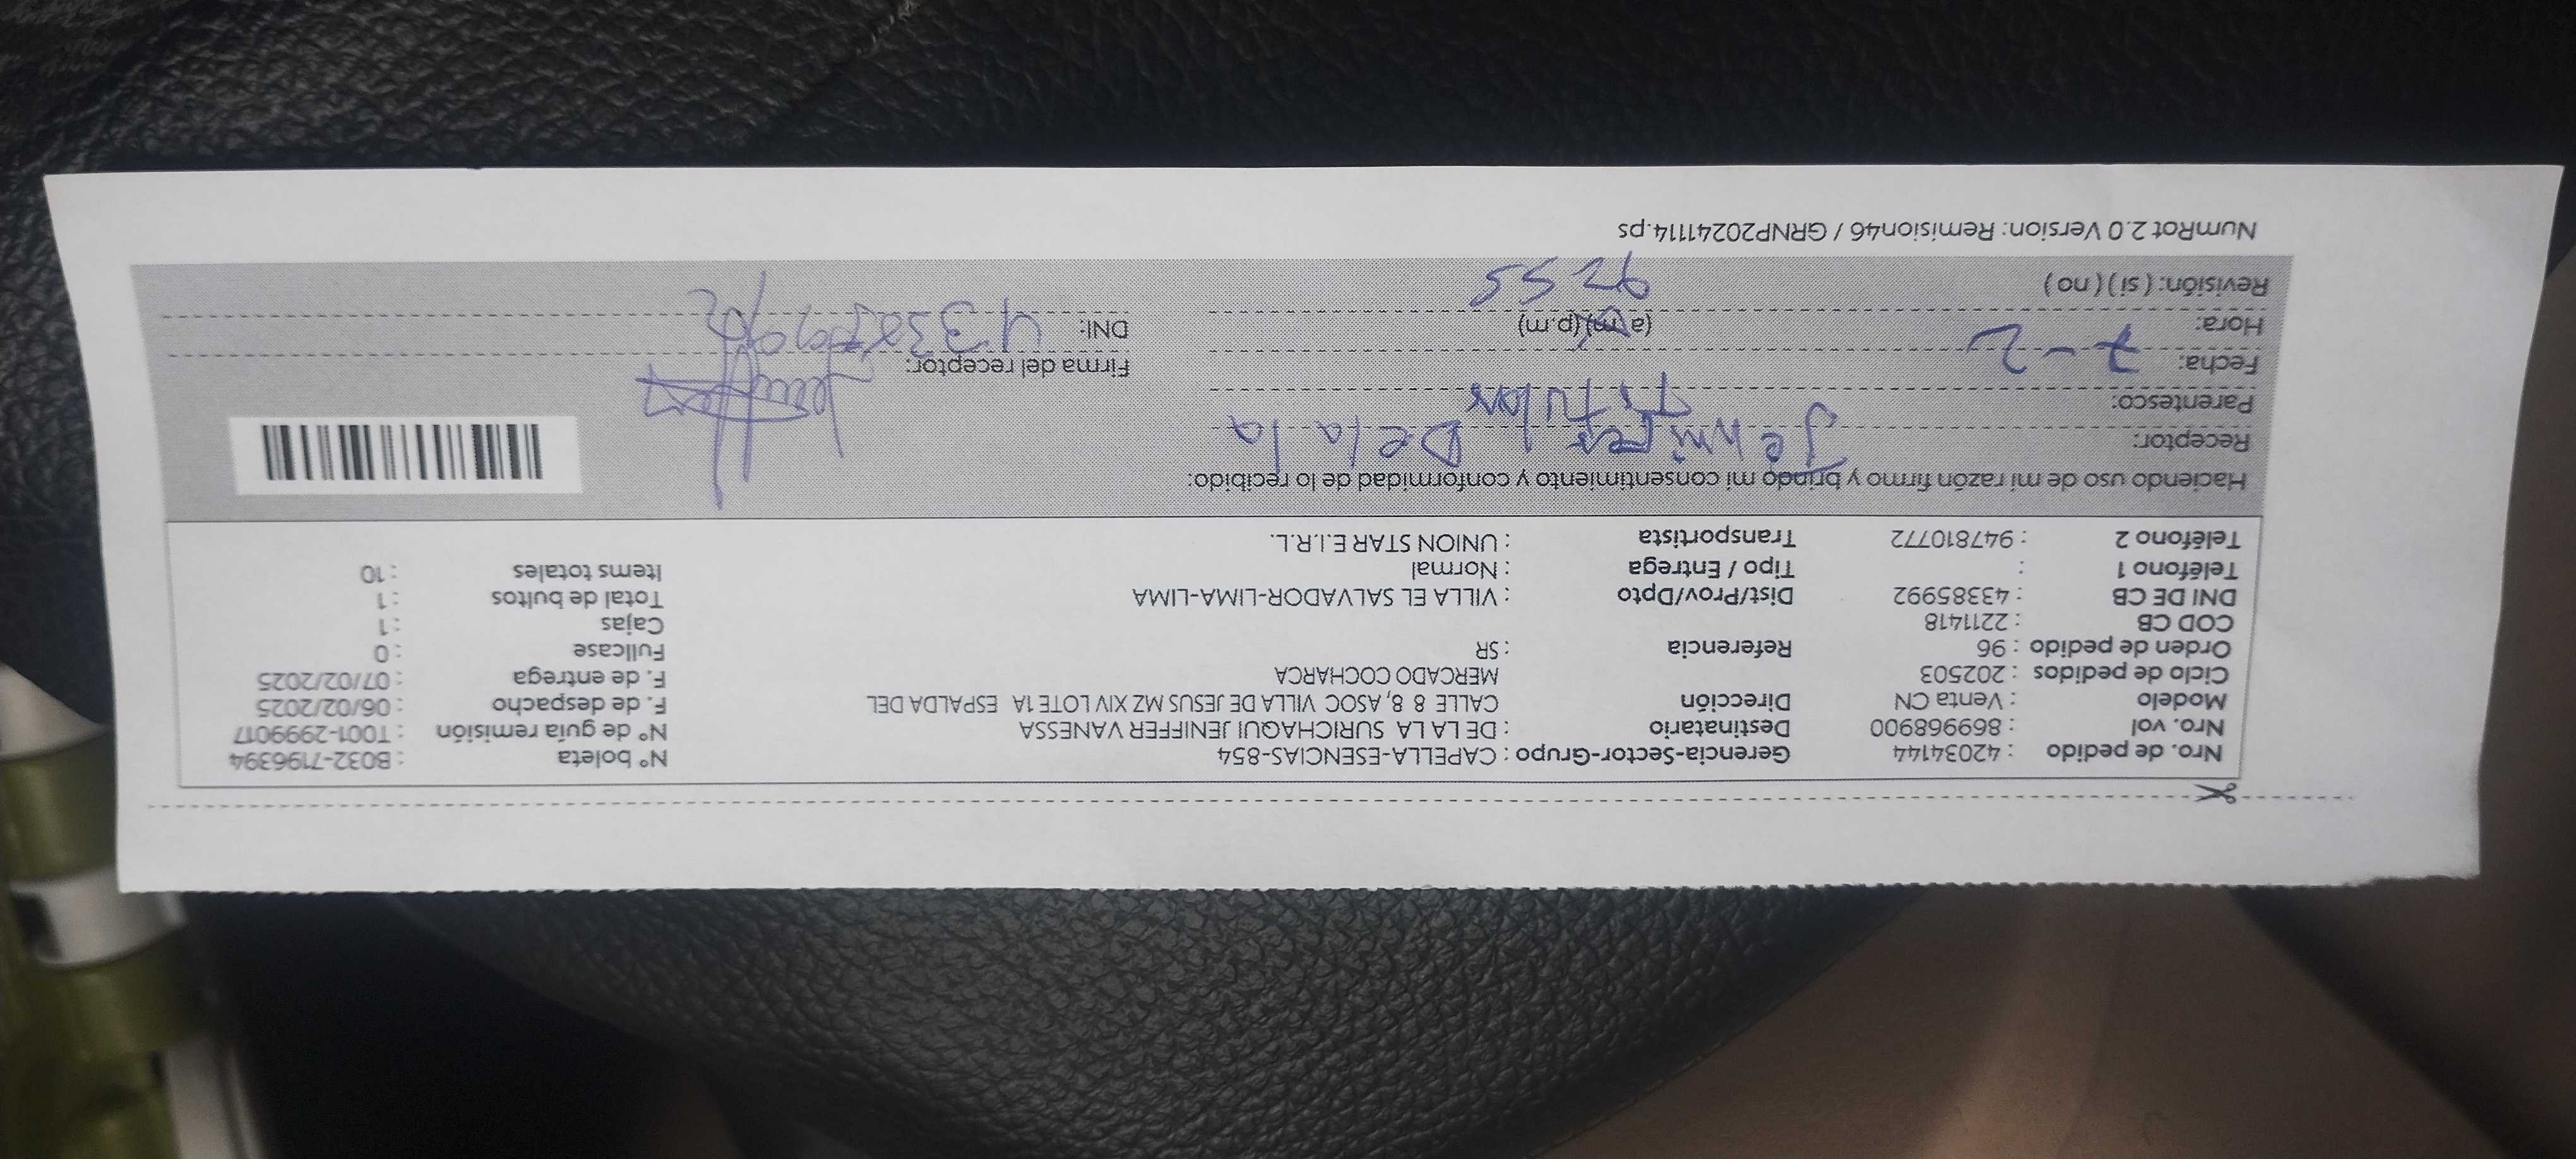 Nro. de pedido : 42034144 Gerencia-Sector-Grupo : CAPELLA-ESENCIAS-854 N° boleta : B032-7196394
Nro. vol : 869968900 Destinatario : DE LA LA SURICHAQUI JENIFFER VANESSA N° de guía remisión : T001-2999017
Modelo : Venta CN Dirección CALLE 8 8, ASOC VILLA DE JESUS MZ XIV LOTE 1A ESPALDA DEL F. de despacho : 06/02/2025
Ciclo de pedidos : 202503 MERCADO COCHARCA F. de entrega : 07/02/2025
Orden de pedido : 96 Referencia : SR Fullcase : 0
COD CB : 2211418 Cajas : 1
DNI DE CB : 43385992 Dist/Prov/Dpto : VILLA EL SALVADOR-LIMA-LIMA Total de bultos : 1
Teléfono 1 : Tipo / Entrega : Normal Items totales : 10
Teléfono 2 : 947810772 Transportista : UNION STAR E.I.R.L.
Haciendo uso de mi razón firmo y brindo mi consentimiento y conformidad de lo recibido:
Receptor: De la la
Parentesco: Titular
Fecha: 7-2 Firma del receptor:
Hora: (a.m) (p.m) DNI:
Revisión: ( si ) ( no )
NumRot 2.0 Version: Remision46 / GRNP20241114.ps